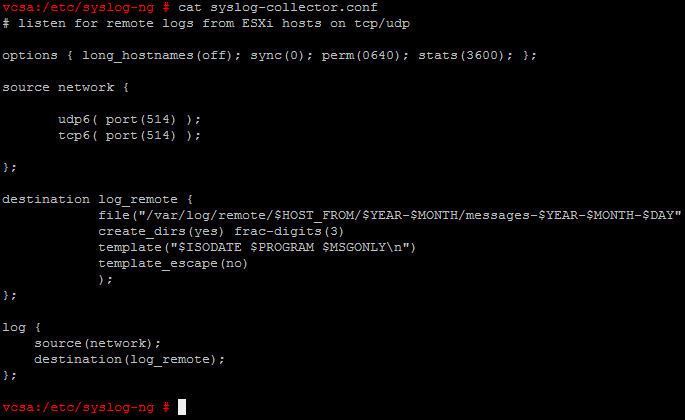 vcsa:/etc/syslog-ng # cat syslog-collector.conf
# listen for remote logs from ESXi hosts on tcp/udp
options { long_hostnames(off); sync(0); perm(0640); stats(3600); };
source network {
udp6( port(514) );
tcp6( port(514) );
};
destination log_remote {
file("/var/log/remote/$HOST_FROM/$YEAR-$MONTH/messages-$YEAR-$MONTH-$DAY"
create_dirs(yes) frac-digits(3)
template("$ISODATE $PROGRAM $MSGONLY\n")
template_escape(no)
);
};
log {
source(network);
destination(log_remote);
};
vcsa:/etc/syslog-ng #